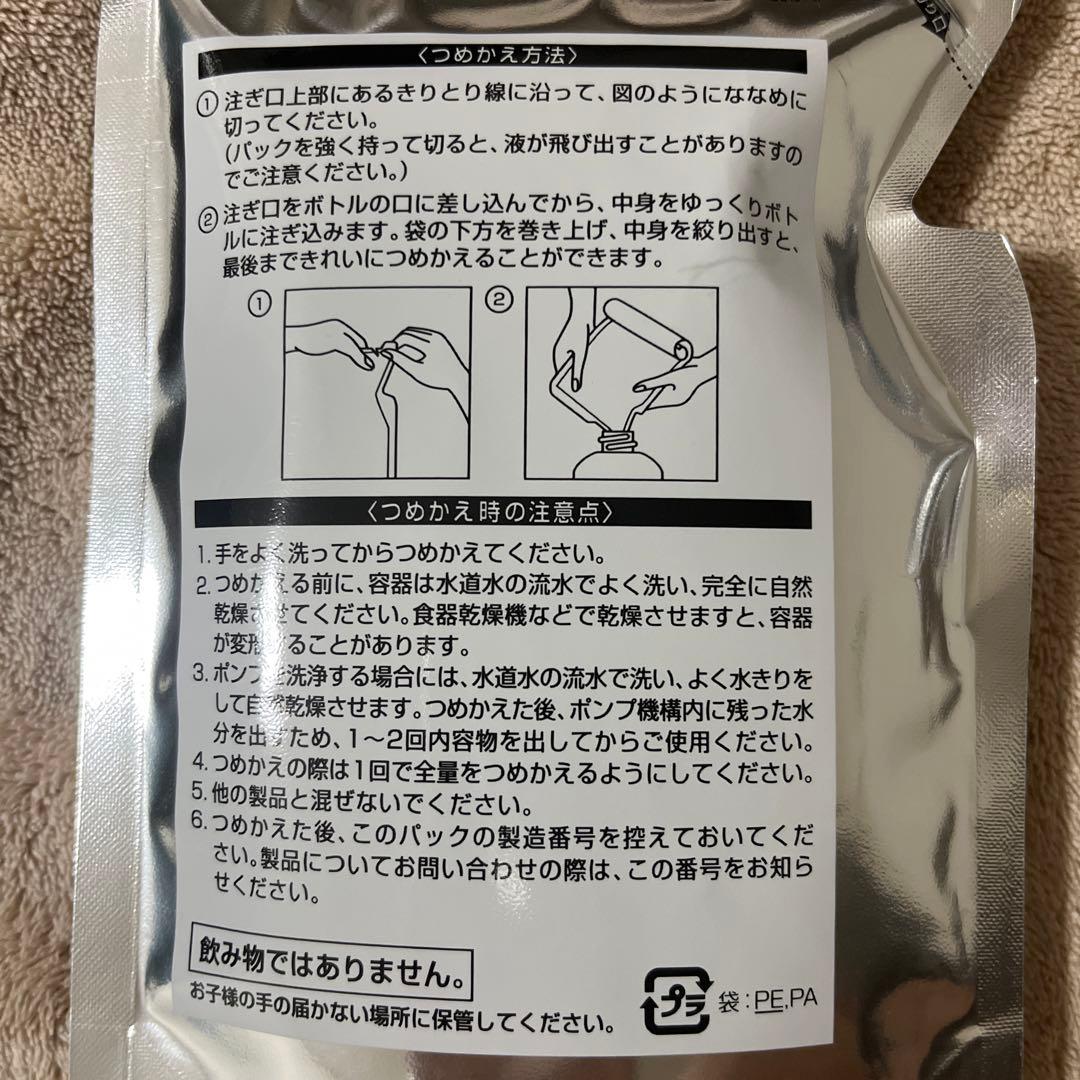 切り口
〈つめかえ方法〉
① 注ぎ口上部にあるきりとり線に沿って、図のようにななめに
切ってください。
(パックを強く持って切ると、液が飛び出すことがありますの
でご注意ください。)
② 注ぎ口をボトルの口に差し込んでから、中身をゆっくりボト
ルに注ぎ込みます。袋の下方を巻き上げ、中身を絞り出すと、
最後まできれいにつめかえることができます。
① ②
〈つめかえ時の注意点〉
1. 手をよく洗ってからつめかえてください。
2. つめかえる前に、容器は水道水の流水でよく洗い、完全に自然
乾燥させてください。食器乾燥機などで乾燥させますと、容器
が変形することがあります。
3. ポンプを洗浄する場合には、水道水の流水で洗い、よく水きりを
して自然乾燥させます。つめかえた後、ポンプ機構内に残った水
分を出すため、1〜2回内容物を出してからご使用ください。
4. つめかえの際は1回で全量をつめかえるようにしてください。
5. 他の製品と混ぜないでください。
6. つめかえた後、このパックの製造番号を控えておいてくだ
さい。製品についてお問い合わせの際は、この番号をお知ら
せください。
飲み物ではありません。
お子様の手の届かない場所に保管してください。
プラ 袋:PE,PA